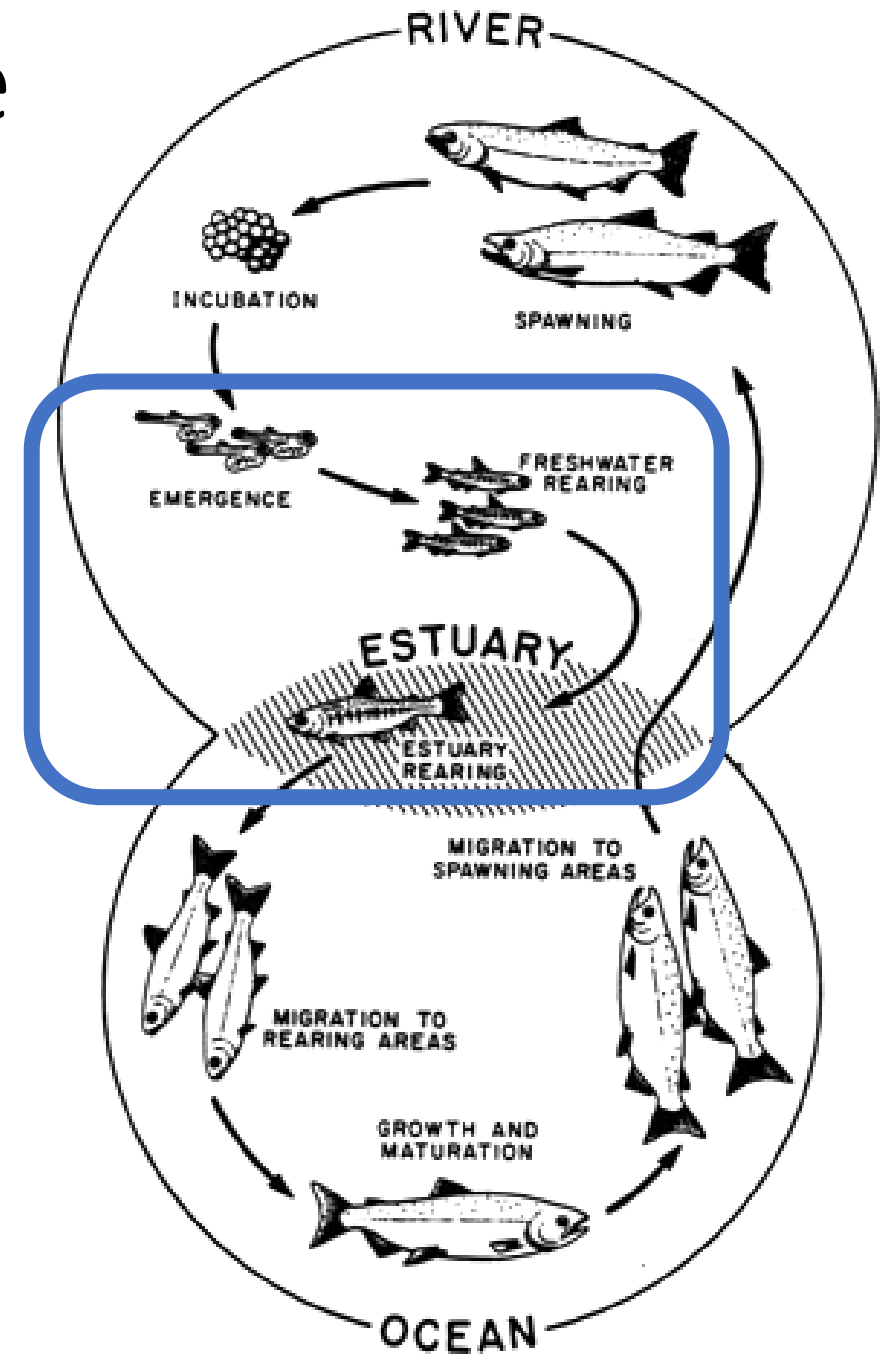 e
RIVER
INCUBATION
SPAWNING
EMERGENCE
FRESHWATER
REARING
ESTUARY
ESTUARY
REARING
MIGRATION TO
SPAWNING AREAS
MIGRATION TO
REARING AREAS
GROWTH AND
MATURATION
OCEAN